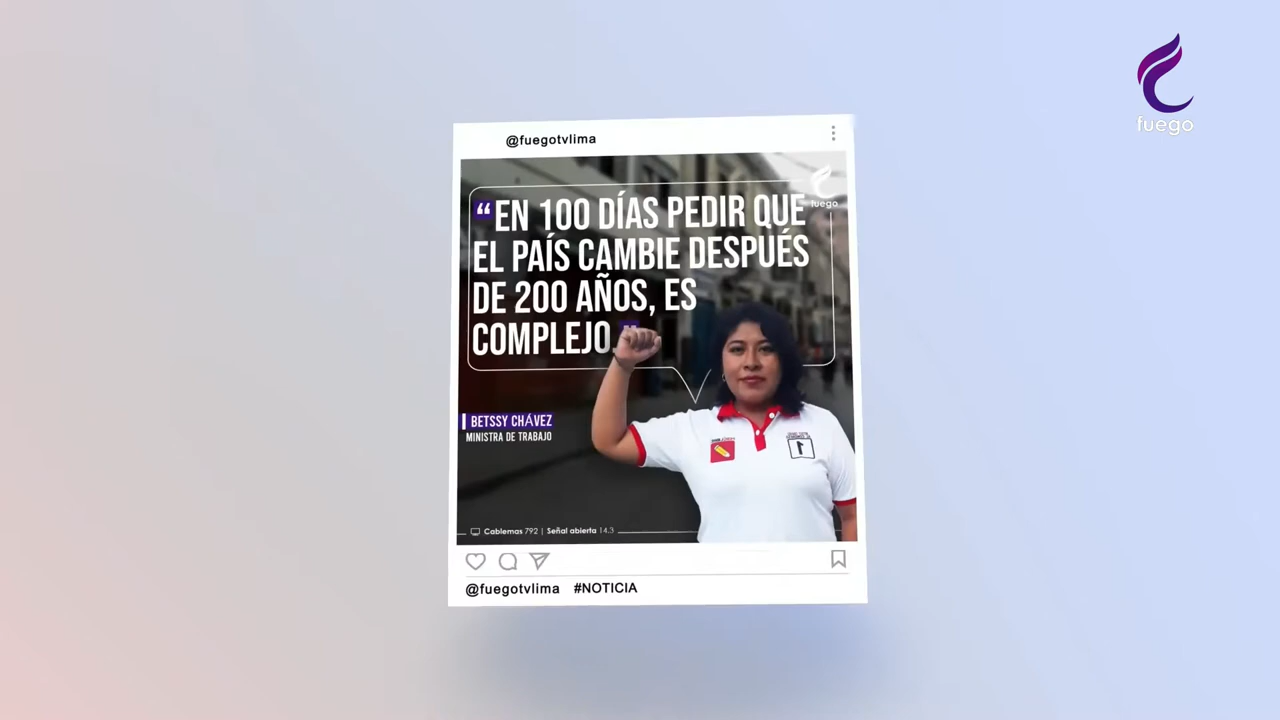 fuego
@fuegotvlima
fuego
“EN 100 DÍAS PEDIR QUE
EL PAÍS CAMBIE DESPUÉS
DE 200 AÑOS, ES
COMPLEJO.”
BETSSY CHÁVEZ
MINISTRA DE TRABAJO
1
Cablemas 792 | Señal abierta 14.3
@fuegotvlima #NOTICIA